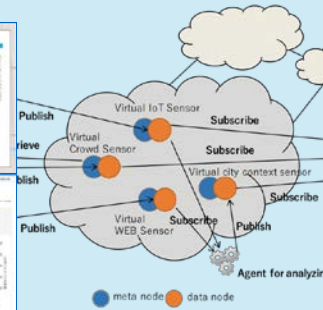 Virtual IoT Sensor
Publish
Subscribe
Virtual
Crowd Sensor
rieve
Subscribe
blish
Virtual city context sensor
Subscribe
Virtual
WEB Sensor
Subscribe
Publish
Publish
Agent for analyzin
meta node
data node